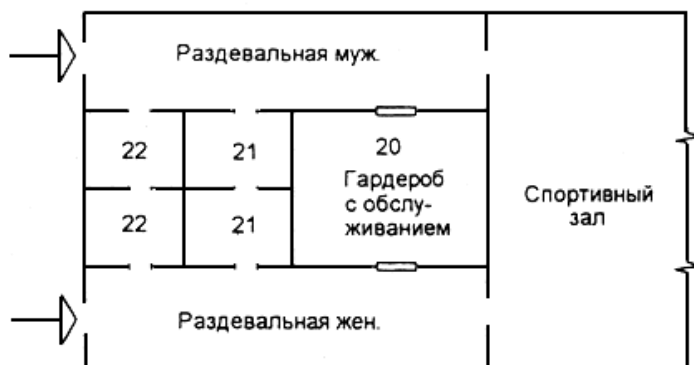 Раздевальная муж.
22
21
20
Гардероб
с обслу-
живанием
22
21
Спортивный
зал
Раздевальная жен.